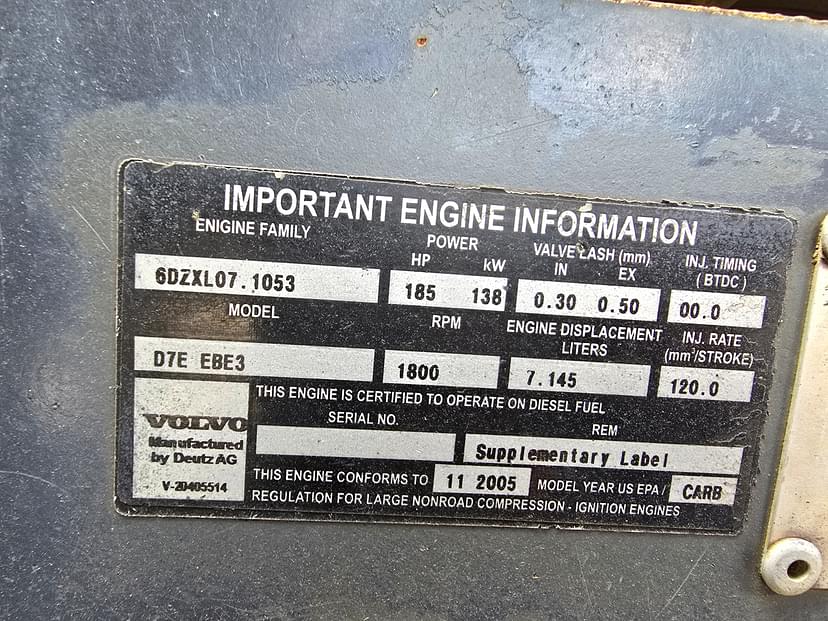 IMPORTANT ENGINE INFORMATION
ENIGINE FAMILY
POWER
HP kW
VALVE LASH (mm)
IN EX
INJ. TIMING
(BTDC)
6DZXL07.1053
185 138
0.30 0.50
00.0
MODEL
RPM
ENGINE DISPLACEMENT
LITERS
INJ. RATE
(mm³/STROKE)
D7E EBE3
1800
7.145
120.0
THIS ENGINE IS CERTIFIED TO OPERATE ON DIESEL FUEL
VOLVO
Manufactured
by Deutz AG
V-20405514
SERIAL NO.
REM
Supplementary Label
THIS ENGINE CONFORMS TO 11 2005 MODEL YEAR US EPA / CARB
REGULATION FOR LARGE NONROAD COMPRESSION - IGNITION ENGINES